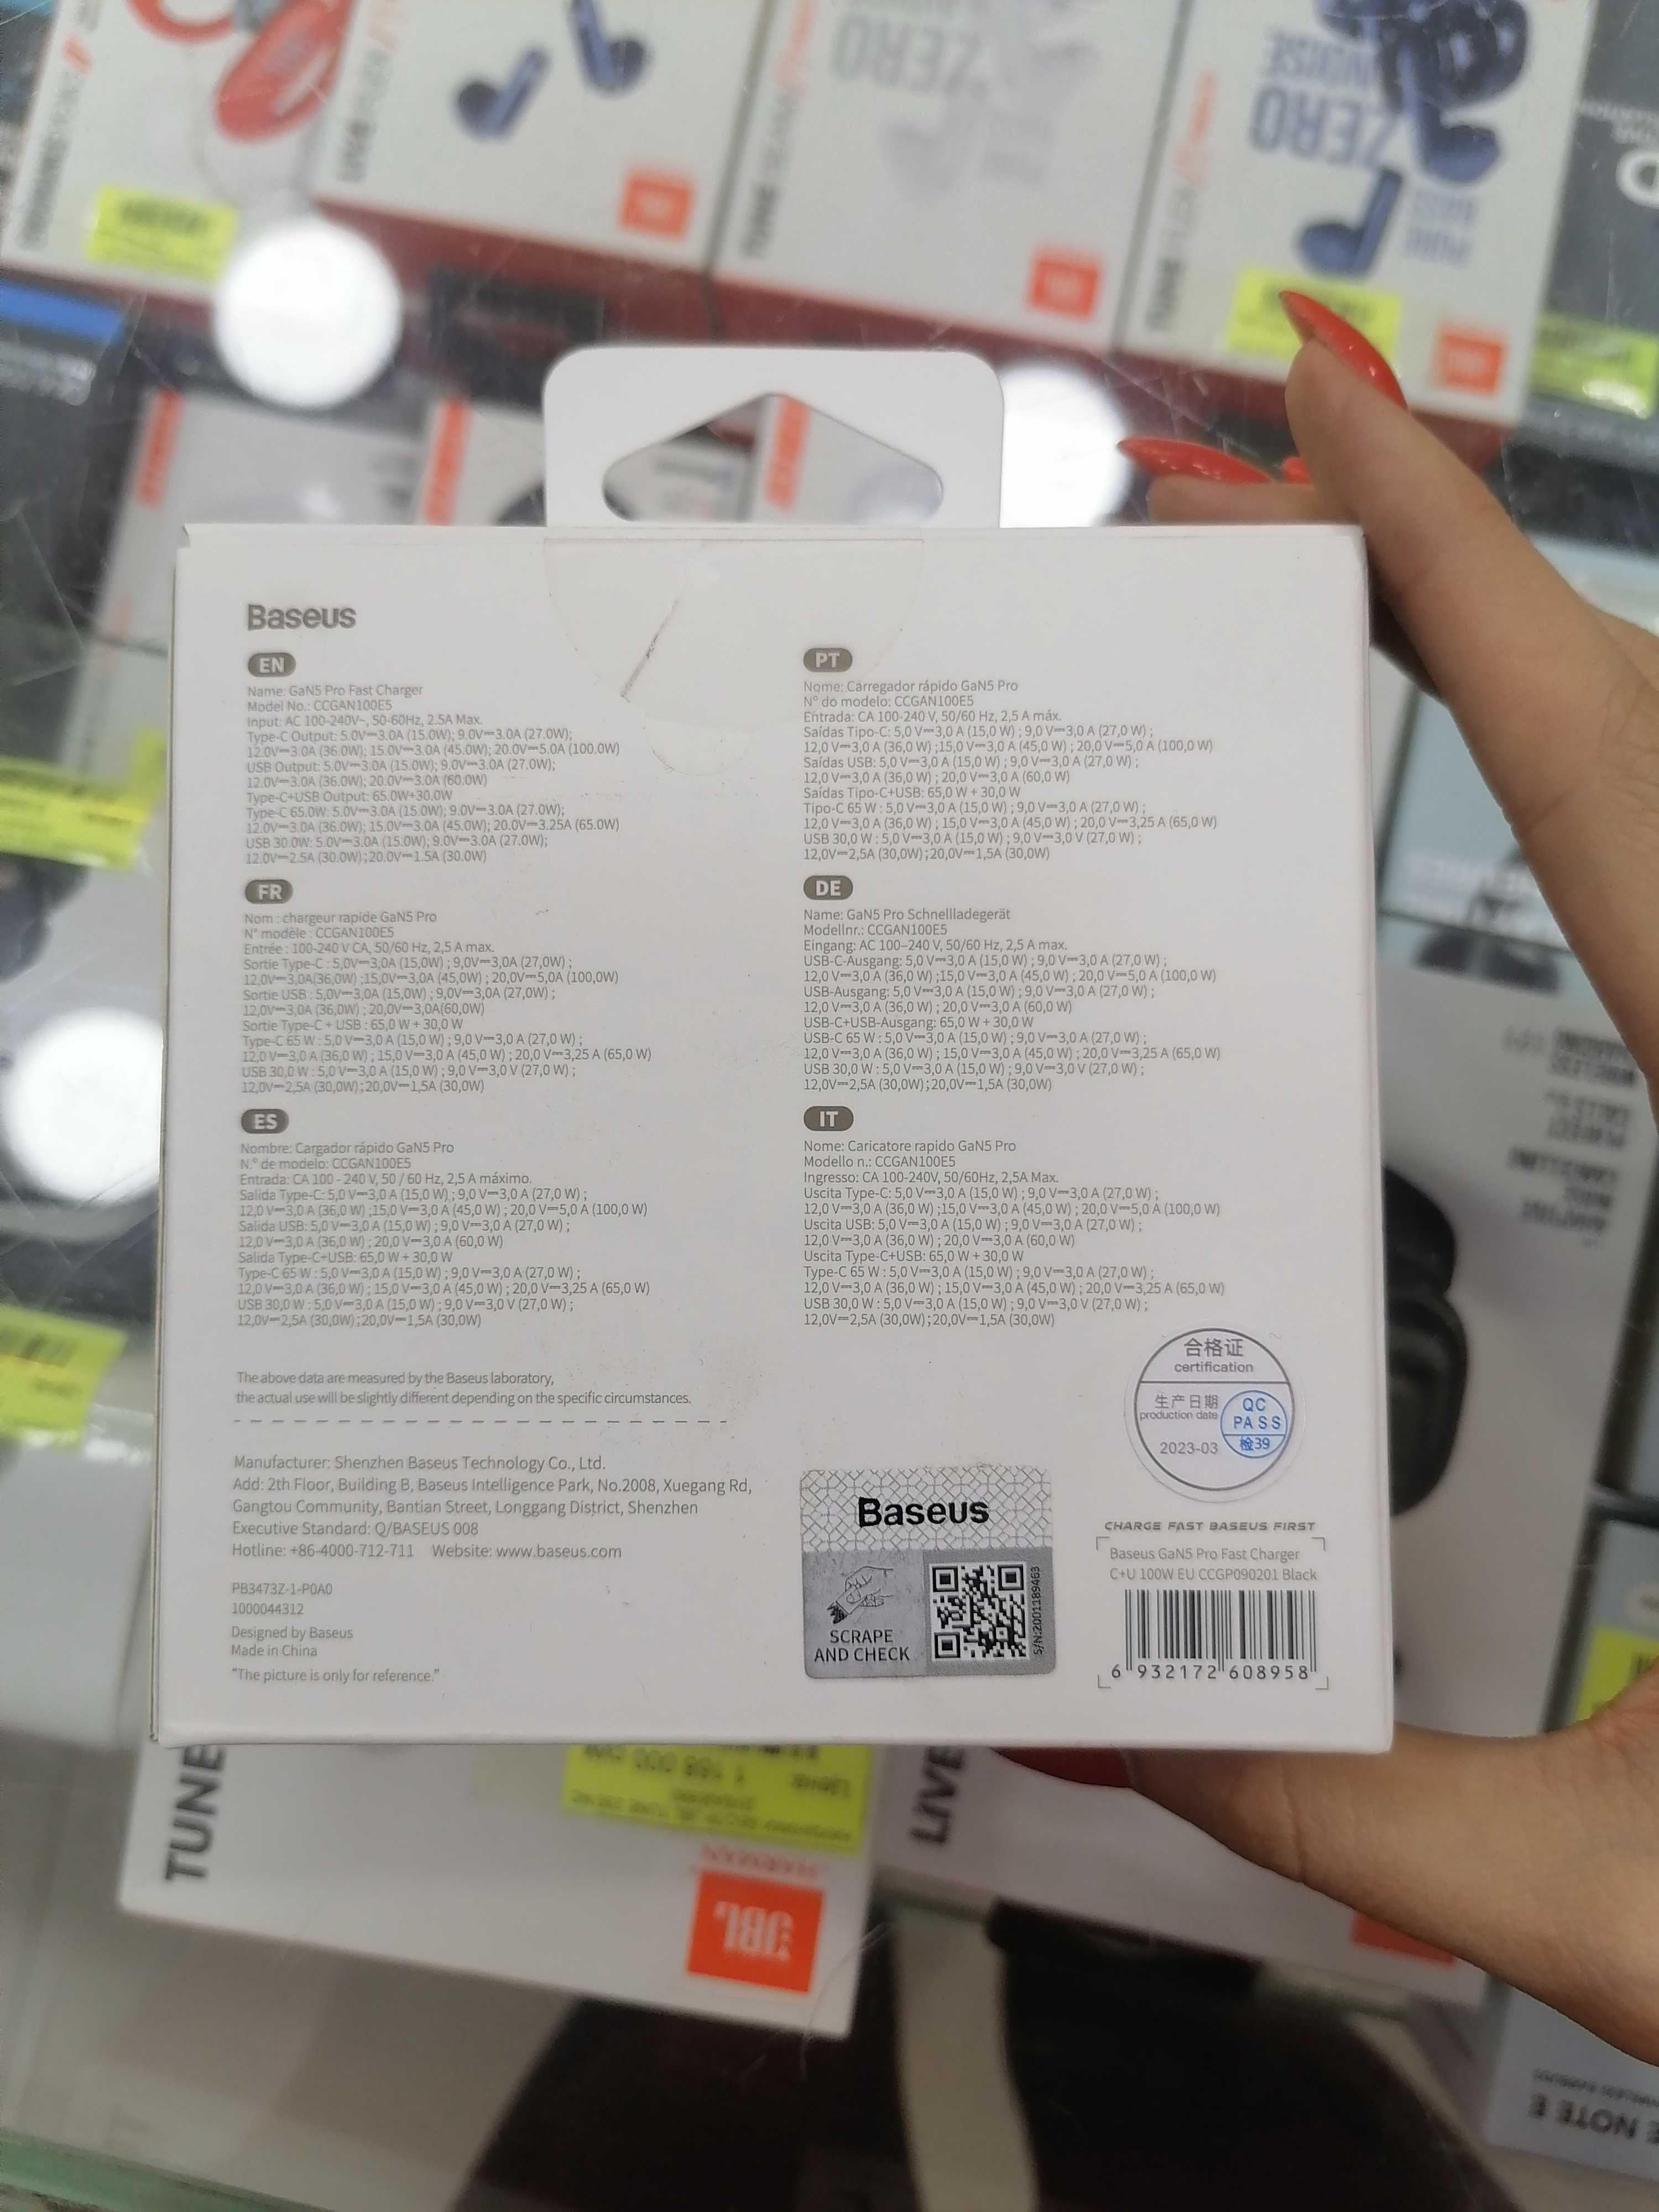 Baseus
EN
Name: GaN5 Pro Fast Charger
Model No.: CCGAN100E5
Input: AC 100-240V~, 50-60Hz, 2.5A Max.
Type-C Output: 5.0V⎓3.0A (15.0W); 9.0V⎓3.0A (27.0W);
12.0V⎓3.0A (36.0W); 15.0V⎓3.0A (45.0W); 20.0V⎓5.0A (100.0W)
USB Output: 5.0V⎓3.0A (15.0W); 9.0V⎓3.0A (27.0W);
12.0V⎓3.0A (36.0W); 20.0V⎓3.0A (60.0W)
Type-C+USB Output: 65.0W+30.0W
Type-C 65.0W: 5.0V⎓3.0A (15.0W); 9.0V⎓3.0A (27.0W);
12.0V⎓3.0A (36.0W); 15.0V⎓3.0A (45.0W); 20.0V⎓3.25A (65.0W)
USB 30.0W: 5.0V⎓3.0A (15.0W); 9.0V⎓3.0A (27.0W);
12.0V⎓2.5A (30.0W);20.0V⎓1.5A (30.0W)
FR
Nom : chargeur rapide GaN5 Pro
N° modèle : CCGAN100E5
Entrée : 100-240 V CA, 50/60 Hz, 2,5 A max.
Sortie Type-C : 5,0V⎓3,0A (15,0W) ; 9,0V⎓3,0A (27,0W) ;
12,0V⎓3,0A(36,0W) ;15,0V⎓3,0A (45,0W) ; 20,0V⎓5,0A (100,0W)
Sortie USB : 5,0V⎓3,0A (15,0W) ; 9,0V⎓3,0A (27,0W) ;
12,0V⎓3,0A (36,0W) ; 20,0V⎓3,0A(60,0W)
Sortie Type-C + USB : 65,0 W + 30,0 W
Type-C 65 W : 5,0 V⎓3,0 A (15,0 W) ; 9,0 V⎓3,0 A (27,0 W) ;
12,0 V⎓3,0 A (36,0 W) ; 15,0 V⎓3,0 A (45,0 W) ; 20,0 V⎓3,25 A (65,0 W)
USB 30,0 W : 5,0 V⎓3,0 A (15,0 W) ; 9,0 V⎓3,0 V (27,0 W) ;
12,0V⎓2,5A (30,0W);20,0V⎓1,5A (30,0W)
ES
Nombre: Cargador rápido GaN5 Pro
N.° de modelo: CCGAN100E5
Entrada: CA 100 - 240 V, 50 / 60 Hz, 2,5 A máximo.
Salida Type-C: 5,0 V⎓3,0 A (15,0 W) ; 9,0 V⎓3,0 A (27,0 W) ;
12,0 V⎓3,0 A (36,0 W) ;15,0 V⎓3,0 A (45,0 W) ; 20,0 V⎓5,0 A (100,0 W)
Salida USB: 5,0 V⎓3,0 A (15,0 W) ; 9,0 V⎓3,0 A (27,0 W) ;
12,0 V⎓3,0 A (36,0 W) ; 20,0 V⎓3,0 A (60,0 W)
Salida Type-C+USB: 65,0 W + 30,0 W
Type-C 65 W : 5,0 V⎓3,0 A (15,0 W) ; 9,0 V⎓3,0 A (27,0 W) ;
12,0 V⎓3,0 A (36,0 W) ; 15,0 V⎓3,0 A (45,0 W) ; 20,0 V⎓3,25 A (65,0 W)
USB 30,0 W : 5,0 V⎓3,0 A (15,0 W) ; 9,0 V⎓3,0 V (27,0 W) ;
12,0V⎓2,5A (30,0W);20,0V⎓1,5A (30,0W)
PT
Nome: Carregador rápido GaN5 Pro
N° do modelo: CCGAN100E5
Entrada: CA 100-240 V, 50/60 Hz, 2,5 A máx.
Saídas Tipo-C: 5,0 V⎓3,0 A (15,0 W) ; 9,0 V⎓3,0 A (27,0 W) ;
12,0 V⎓3,0 A (36,0 W) ;15,0 V⎓3,0 A (45,0 W) ; 20,0 V⎓5,0 A (100,0 W)
Saídas USB: 5,0 V⎓3,0 A (15,0 W) ; 9,0 V⎓3,0 A (27,0 W) ;
12,0 V⎓3,0 A (36,0 W) ; 20,0 V⎓3,0 A (60,0 W)
Saídas Tipo-C+USB: 65,0 W + 30,0 W
Tipo-C 65 W : 5,0 V⎓3,0 A (15,0 W) ; 9,0 V⎓3,0 A (27,0 W) ;
12,0 V⎓3,0 A (36,0 W) ; 15,0 V⎓3,0 A (45,0 W) ; 20,0 V⎓3,25 A (65,0 W)
USB 30,0 W : 5,0 V⎓3,0 A (15,0 W) ; 9,0 V⎓3,0 V (27,0 W) ;
12,0V⎓2,5A (30,0W);20,0V⎓1,5A (30,0W)
DE
Name: GaN5 Pro Schnellladegerät
Modellnr.: CCGAN100E5
Eingang: AC 100–240 V, 50/60 Hz, 2,5 A max.
USB-C-Ausgang: 5,0 V⎓3,0 A (15,0 W) ; 9,0 V⎓3,0 A (27,0 W) ;
12,0 V⎓3,0 A (36,0 W) ;15,0 V⎓3,0 A (45,0 W) ; 20,0 V⎓5,0 A (100,0 W)
USB-Ausgang: 5,0 V⎓3,0 A (15,0 W) ; 9,0 V⎓3,0 A (27,0 W) ;
12,0 V⎓3,0 A (36,0 W) ; 20,0 V⎓3,0 A (60,0 W)
USB-C+USB-Ausgang: 65,0 W + 30,0 W
USB-C 65 W : 5,0 V⎓3,0 A (15,0 W) ; 9,0 V⎓3,0 A (27,0 W) ;
12,0 V⎓3,0 A (36,0 W) ; 15,0 V⎓3,0 A (45,0 W) ; 20,0 V⎓3,25 A (65,0 W)
USB 30,0 W : 5,0 V⎓3,0 A (15,0 W) ; 9,0 V⎓3,0 V (27,0 W) ;
12,0V⎓2,5A (30,0W);20,0V⎓1,5A (30,0W)
IT
Nome: Caricatore rapido GaN5 Pro
Modello n.: CCGAN100E5
Ingresso: CA 100-240V, 50/60Hz, 2,5A Max.
Uscita Type-C: 5,0 V⎓3,0 A (15,0 W) ; 9,0 V⎓3,0 A (27,0 W) ;
12,0 V⎓3,0 A (36,0 W) ;15,0 V⎓3,0 A (45,0 W) ; 20,0 V⎓5,0 A (100,0 W)
Uscita USB: 5,0 V⎓3,0 A (15,0 W) ; 9,0 V⎓3,0 A (27,0 W) ;
12,0 V⎓3,0 A (36,0 W) ; 20,0 V⎓3,0 A (60,0 W)
Uscita Type-C+USB: 65,0 W + 30,0 W
Type-C 65 W : 5,0 V⎓3,0 A (15,0 W) ; 9,0 V⎓3,0 A (27,0 W) ;
12,0 V⎓3,0 A (36,0 W) ; 15,0 V⎓3,0 A (45,0 W) ; 20,0 V⎓3,25 A (65,0 W)
USB 30,0 W : 5,0 V⎓3,0 A (15,0 W) ; 9,0 V⎓3,0 V (27,0 W) ;
12,0V⎓2,5A (30,0W);20,0V⎓1,5A (30,0W)
The above data are measured by the Baseus laboratory,
the actual use will be slightly different depending on the specific circumstances.
Manufacturer: Shenzhen Baseus Technology Co., Ltd.
Add: 2th Floor, Building B, Baseus Intelligence Park, No.2008, Xuegang Rd,
Gangtou Community, Bantian Street, Longgang District, Shenzhen
Executive Standard: Q/BASEUS 008
Hotline: +86-4000-712-711 Website: www.baseus.com
PB3473Z-1-P0A0
1000044312
Designed by Baseus
Made in China
"The picture is only for reference."
Baseus
SCRAPE
AND CHECK
S/N:2001189463
合格证
certification
生产日期
production date
2023-03
QC
PASS
检39
CHARGE FAST BASEUS FIRST
Baseus GaN5 Pro Fast Charger
C+U 100W EU CCGP090201 Black
6 932172 608958
TUNE
JBL
LIVE
ZERO
PURE
BASS
ZERO
NOISE
E NOTE E